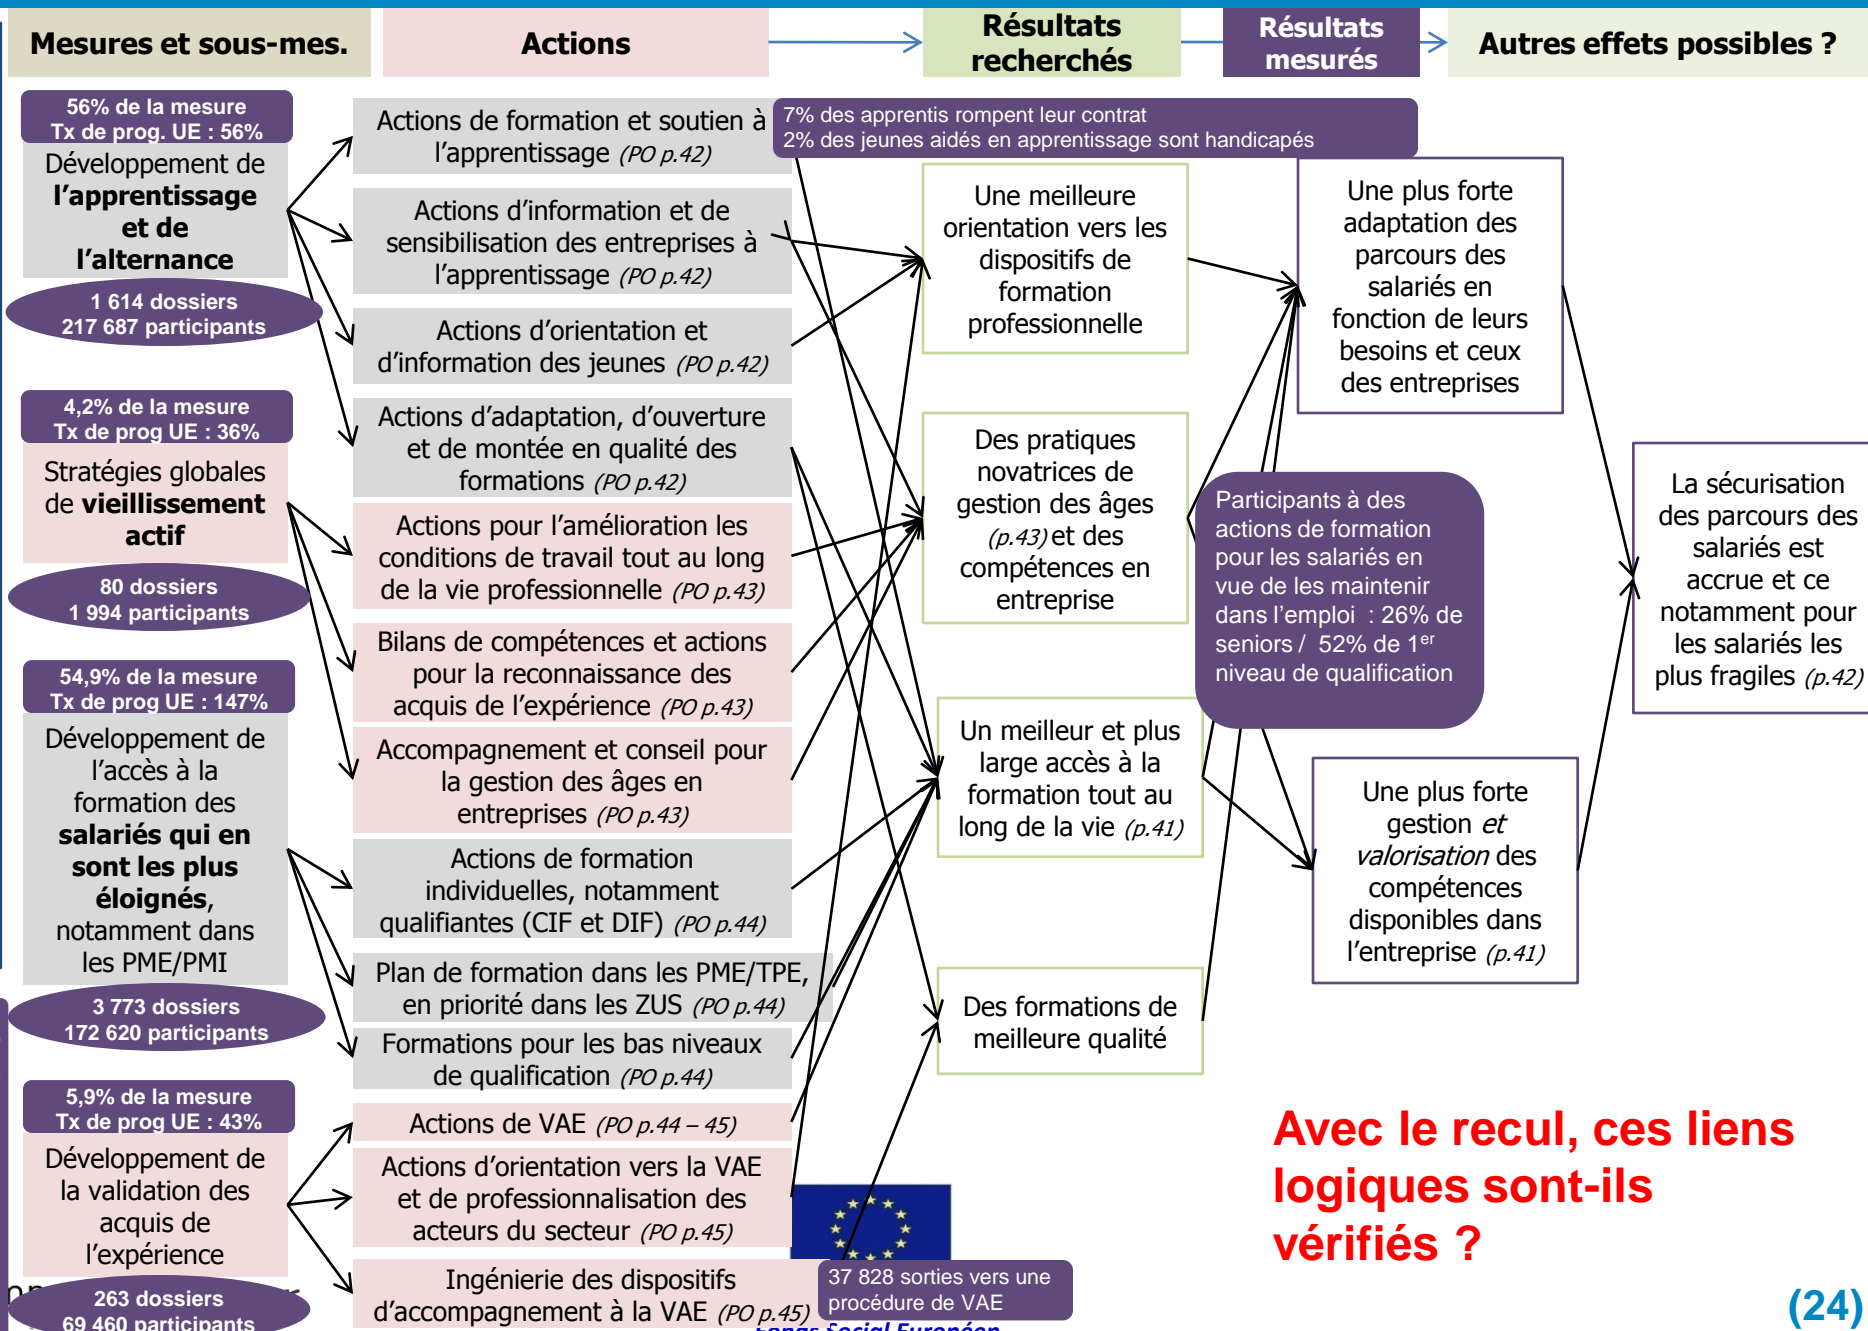 Mesures et sous-mes.
Actions
Résultats
recherchés
Résultats
mesurés
Autres effets possibles ?
56% de la mesure
Tx de prog. UE : 56%
Développement de
l’apprentissage
et de
l’alternance
1 614 dossiers
217 687 participants
4,2% de la mesure
Tx de prog UE : 36%
Stratégies globales
de vieillissement
actif
80 dossiers
1 994 participants
54,9% de la mesure
Tx de prog UE : 147%
Développement de
l’accès à la
formation des
salariés qui en
sont les plus
éloignés,
notamment dans
les PME/PMI
3 773 dossiers
172 620 participants
5,9% de la mesure
Tx de prog UE : 43%
Développement de
la validation des
acquis de
l’expérience
263 dossiers
69 460 participants
Actions de formation et soutien à
l’apprentissage (PO p.42)
Actions d’information et de
sensibilisation des entreprises à
l’apprentissage (PO p.42)
Actions d’orientation et
d’information des jeunes (PO p.42)
Actions d’adaptation, d’ouverture
et de montée en qualité des
formations (PO p.42)
Actions pour l’amélioration les
conditions de travail tout au long
de la vie professionnelle (PO p.43)
Bilans de compétences et actions
pour la reconnaissance des
acquis de l’expérience (PO p.43)
Accompagnement et conseil pour
la gestion des âges en
entreprises (PO p.43)
Actions de formation
individuelles, notamment
qualifiantes (CIF et DIF) (PO p.44)
Plan de formation dans les PME/TPE,
en priorité dans les ZUS (PO p.44)
Formations pour les bas niveaux
de qualification (PO p.44)
Actions de VAE (PO p.44 – 45)
Actions d’orientation vers la VAE
et de professionnalisation des
acteurs du secteur (PO p.45)
Ingénierie des dispositifs
d’accompagnement à la VAE (PO p.45)
7% des apprentis rompent leur contrat
2% des jeunes aidés en apprentissage sont handicapés
Une meilleure
orientation vers les
dispositifs de
formation
professionnelle
Des pratiques
novatrices de
gestion des âges
(p.43) et des
compétences en
entreprise
Un meilleur et plus
large accès à la
formation tout au
long de la vie (p.41)
Des formations de
meilleure qualité
37 828 sorties vers une
procédure de VAE
Fonds Social Européen
Une plus forte
adaptation des
parcours des
salariés en
fonction de leurs
besoins et ceux
des entreprises
Participants à des
actions de formation
pour les salariés en
vue de les maintenir
dans l’emploi : 26% de
seniors / 52% de 1er
niveau de qualification
Une plus forte
gestion et
valorisation des
compétences
disponibles dans
l’entreprise (p.41)
La sécurisation
des parcours des
salariés est
accrue et ce
notamment pour
les salariés les
plus fragiles (p.42)
Avec le recul, ces liens
logiques sont-ils
vérifiés ?
(24)